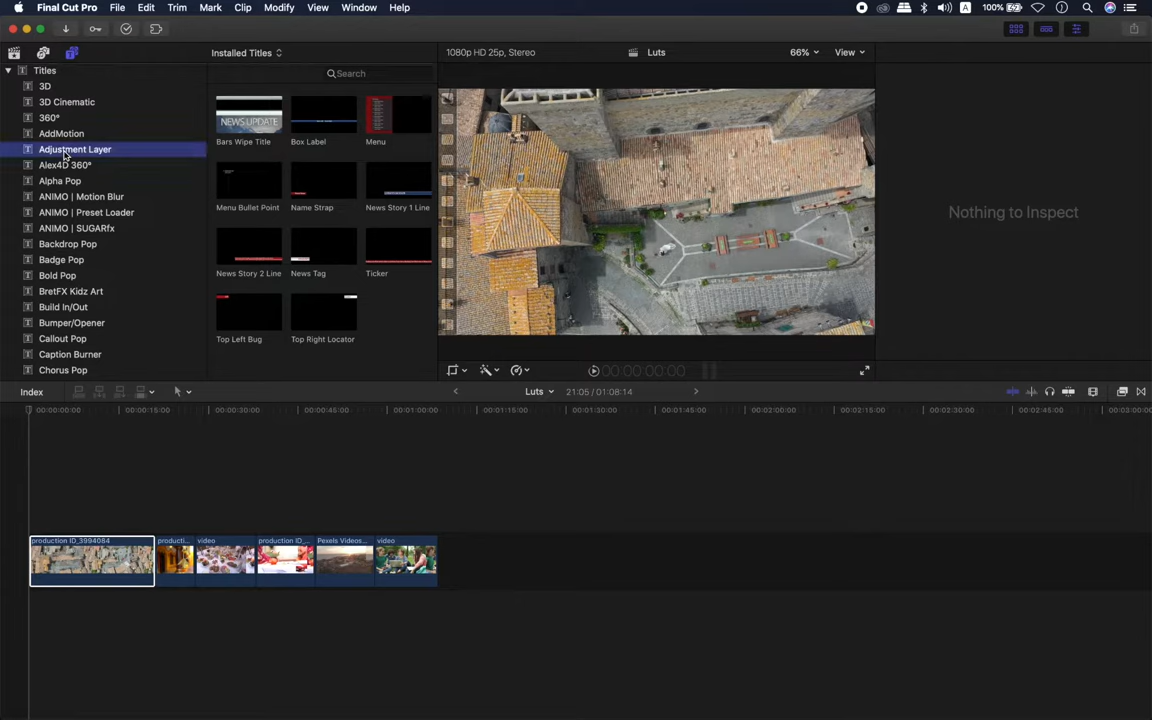 Final Cut Pro File Edit Trim Mark Clip Modify View Window Help
A 100%
Installed Titles
1080p HD 25p, Stereo
Luts
66%
View
Titles
Search
3D
3D Cinematic
360°
AddMotion
Adjustment Layer
Alex4D 360°
Alpha Pop
ANIMO | Motion Blur
ANIMO | Preset Loader
ANIMO | SUGARfx
Backdrop Pop
Badge Pop
Bold Pop
BretFX Kidz Art
Build In/Out
Bumper/Opener
Callout Pop
Caption Burner
Chorus Pop
NEWS UPDATE
Bars Wipe Title
Box Label
Menu
Menu Bullet Point
Name Strap
News Story 1 Line
News Story 2 Line
News Tag
Ticker
Top Left Bug
Top Right Locator
Nothing to Inspect
00:00:00:00
Index
Luts
21:05 / 01:08:14
00:00:00:00
00:00:15:00
00:00:30:00
00:00:45:00
00:01:00:00
00:01:15:00
00:01:30:00
00:01:45:00
00:02:00:00
00:02:15:00
00:02:30:00
00:02:45:00
00:03:00:00
production ID_3994084
producti...
video
production ID_...
Pexels Videos...
video